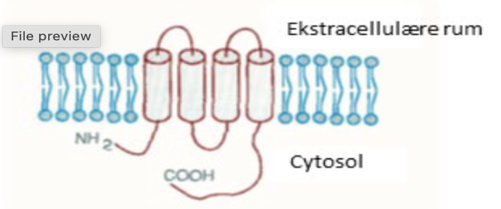 Ekstracellulære rum
File preview
NH2
COOH
Cytosol